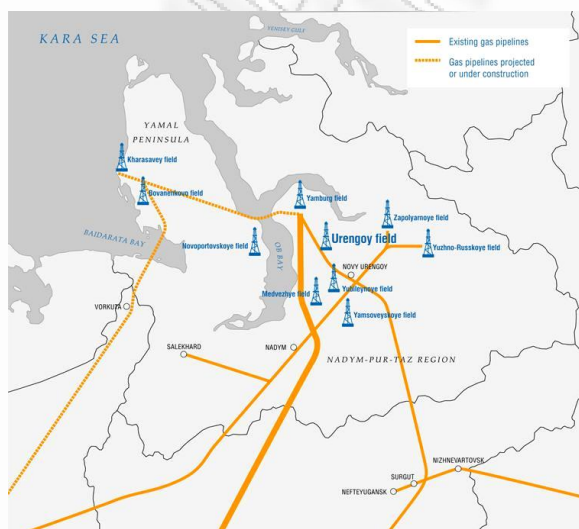 YENISEY GULF
KARA SEA
Existing gas pipelines
Gas pipelines projected
or under construction
YAMAL
PENINSULA
Kharasavey field
Bovanenkovo field
Yamburg field
Zapolyarnoye field
BAIDARATA BAY
Novoportovskoye field
OB BAY
Urengoy field
Yuzhno-Russkoye field
NOVY URENGOY
Medvezhye field
Yubileynoye field
Yamsoveyskoye field
VORKUTA
SALEKHARD
NADYM
NADYM-PUR-TAZ REGION
NIZHNEVARTOVSK
SURGUT
NEFTEYUGANSK